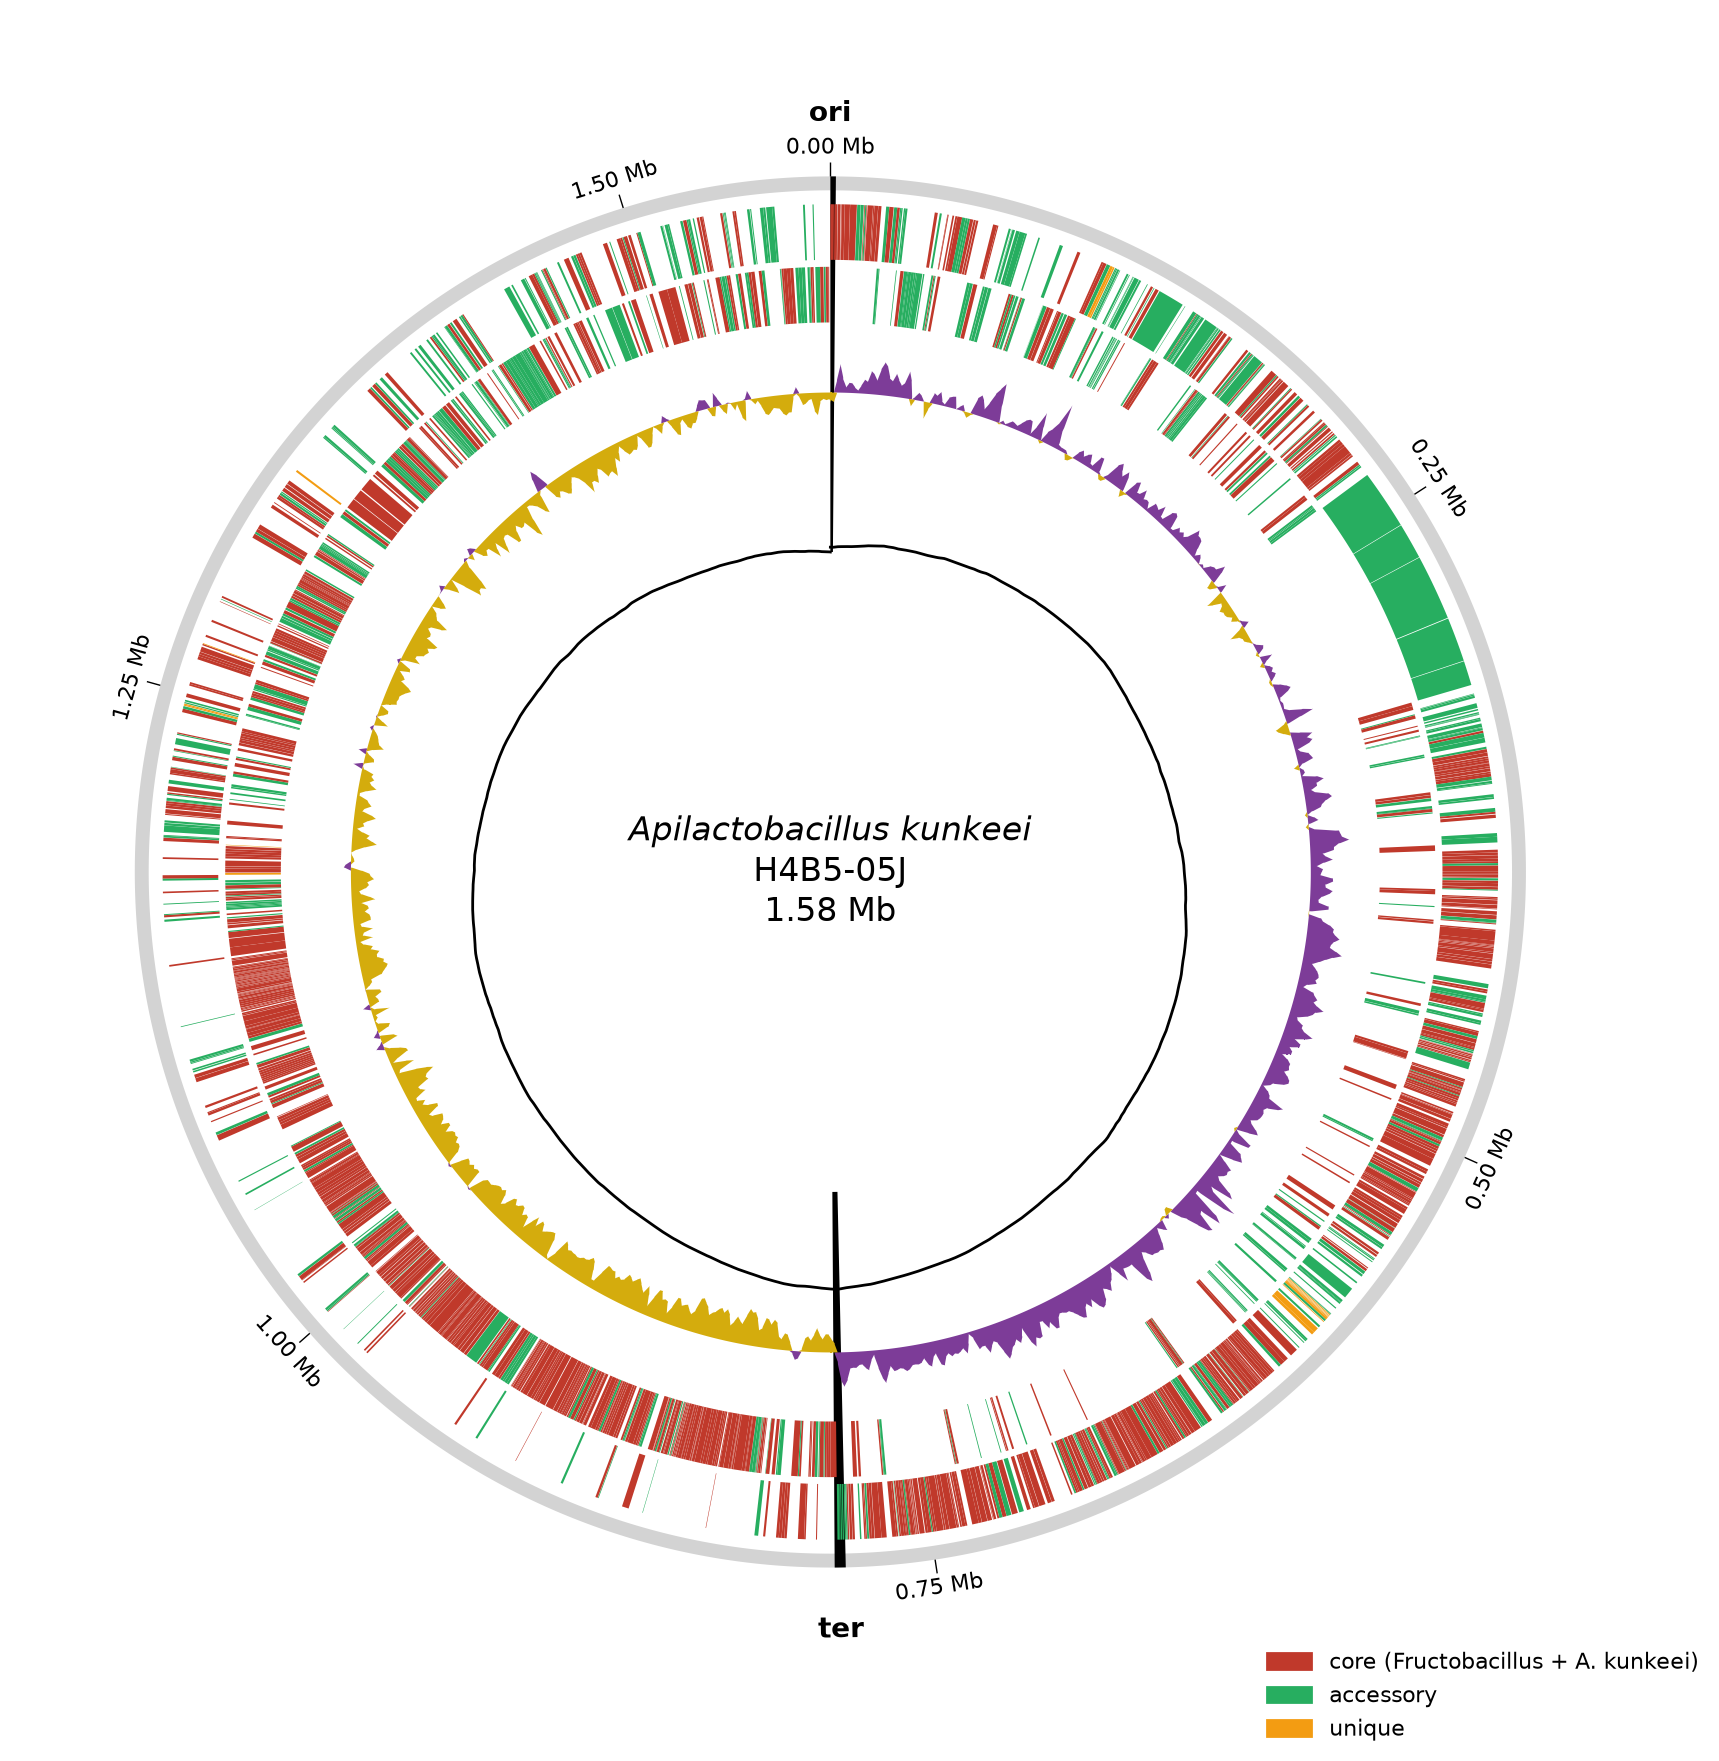 ori
0.00 Mb
1.50 Mb
0.25 Mb
1.25 Mb
Apilactobacillus kunkeei
H4B5-05J
1.58 Mb
0.50 Mb
1.00 Mb
0.75 Mb
ter
core (Fructobacillus + A. kunkeei)
accessory
unique